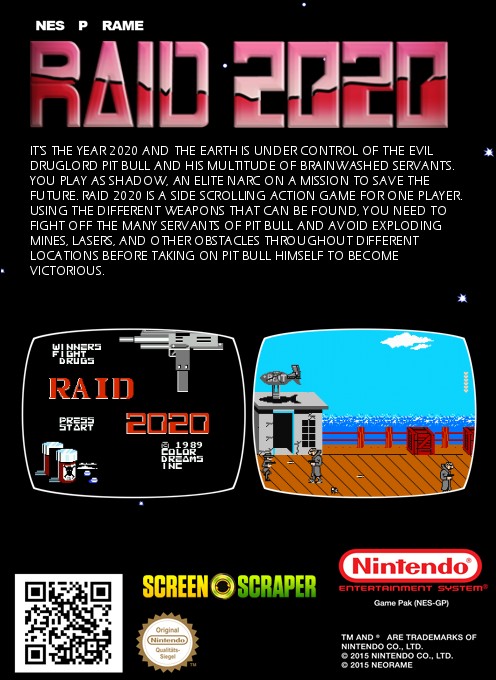 NES P RAME
RAID 2020
IT'S THE YEAR 2020 AND THE EARTH IS UNDER CONTROL OF THE EVIL
DRUGLORD PIT BULL AND HIS MULTITUDE OF BRAINWASHED SERVANTS.
YOU PLAY AS SHADOW, AN ELITE NARC ON A MISSION TO SAVE THE
FUTURE. RAID 2020 IS A SIDE SCROLLING ACTION GAME FOR ONE PLAYER.
USING THE DIFFERENT WEAPONS THAT CAN BE FOUND, YOU NEED TO
FIGHT OFF THE MANY SERVANTS OF PIT BULL AND AVOID EXPLODING
MINES, LASERS, AND OTHER OBSTACLES THROUGHOUT DIFFERENT
LOCATIONS BEFORE TAKING ON PIT BULL HIMSELF TO BECOME
VICTORIOUS.
WINNERS
FIGHT
DRUGS
RAID
2020
PRESS
START
© 1989
COLOR
DREAMS
INC
SCREEN SCRAPER
Nintendo®
ENTERTAINMENT SYSTEM®
Game Pak (NES-GP)
Original
Nintendo
Qualitäts-
Siegel
TM
TM AND ® ARE TRADEMARKS OF
NINTENDO CO., LTD.
© 2015 NINTENDO CO., LTD.
© 2015 NEORAME